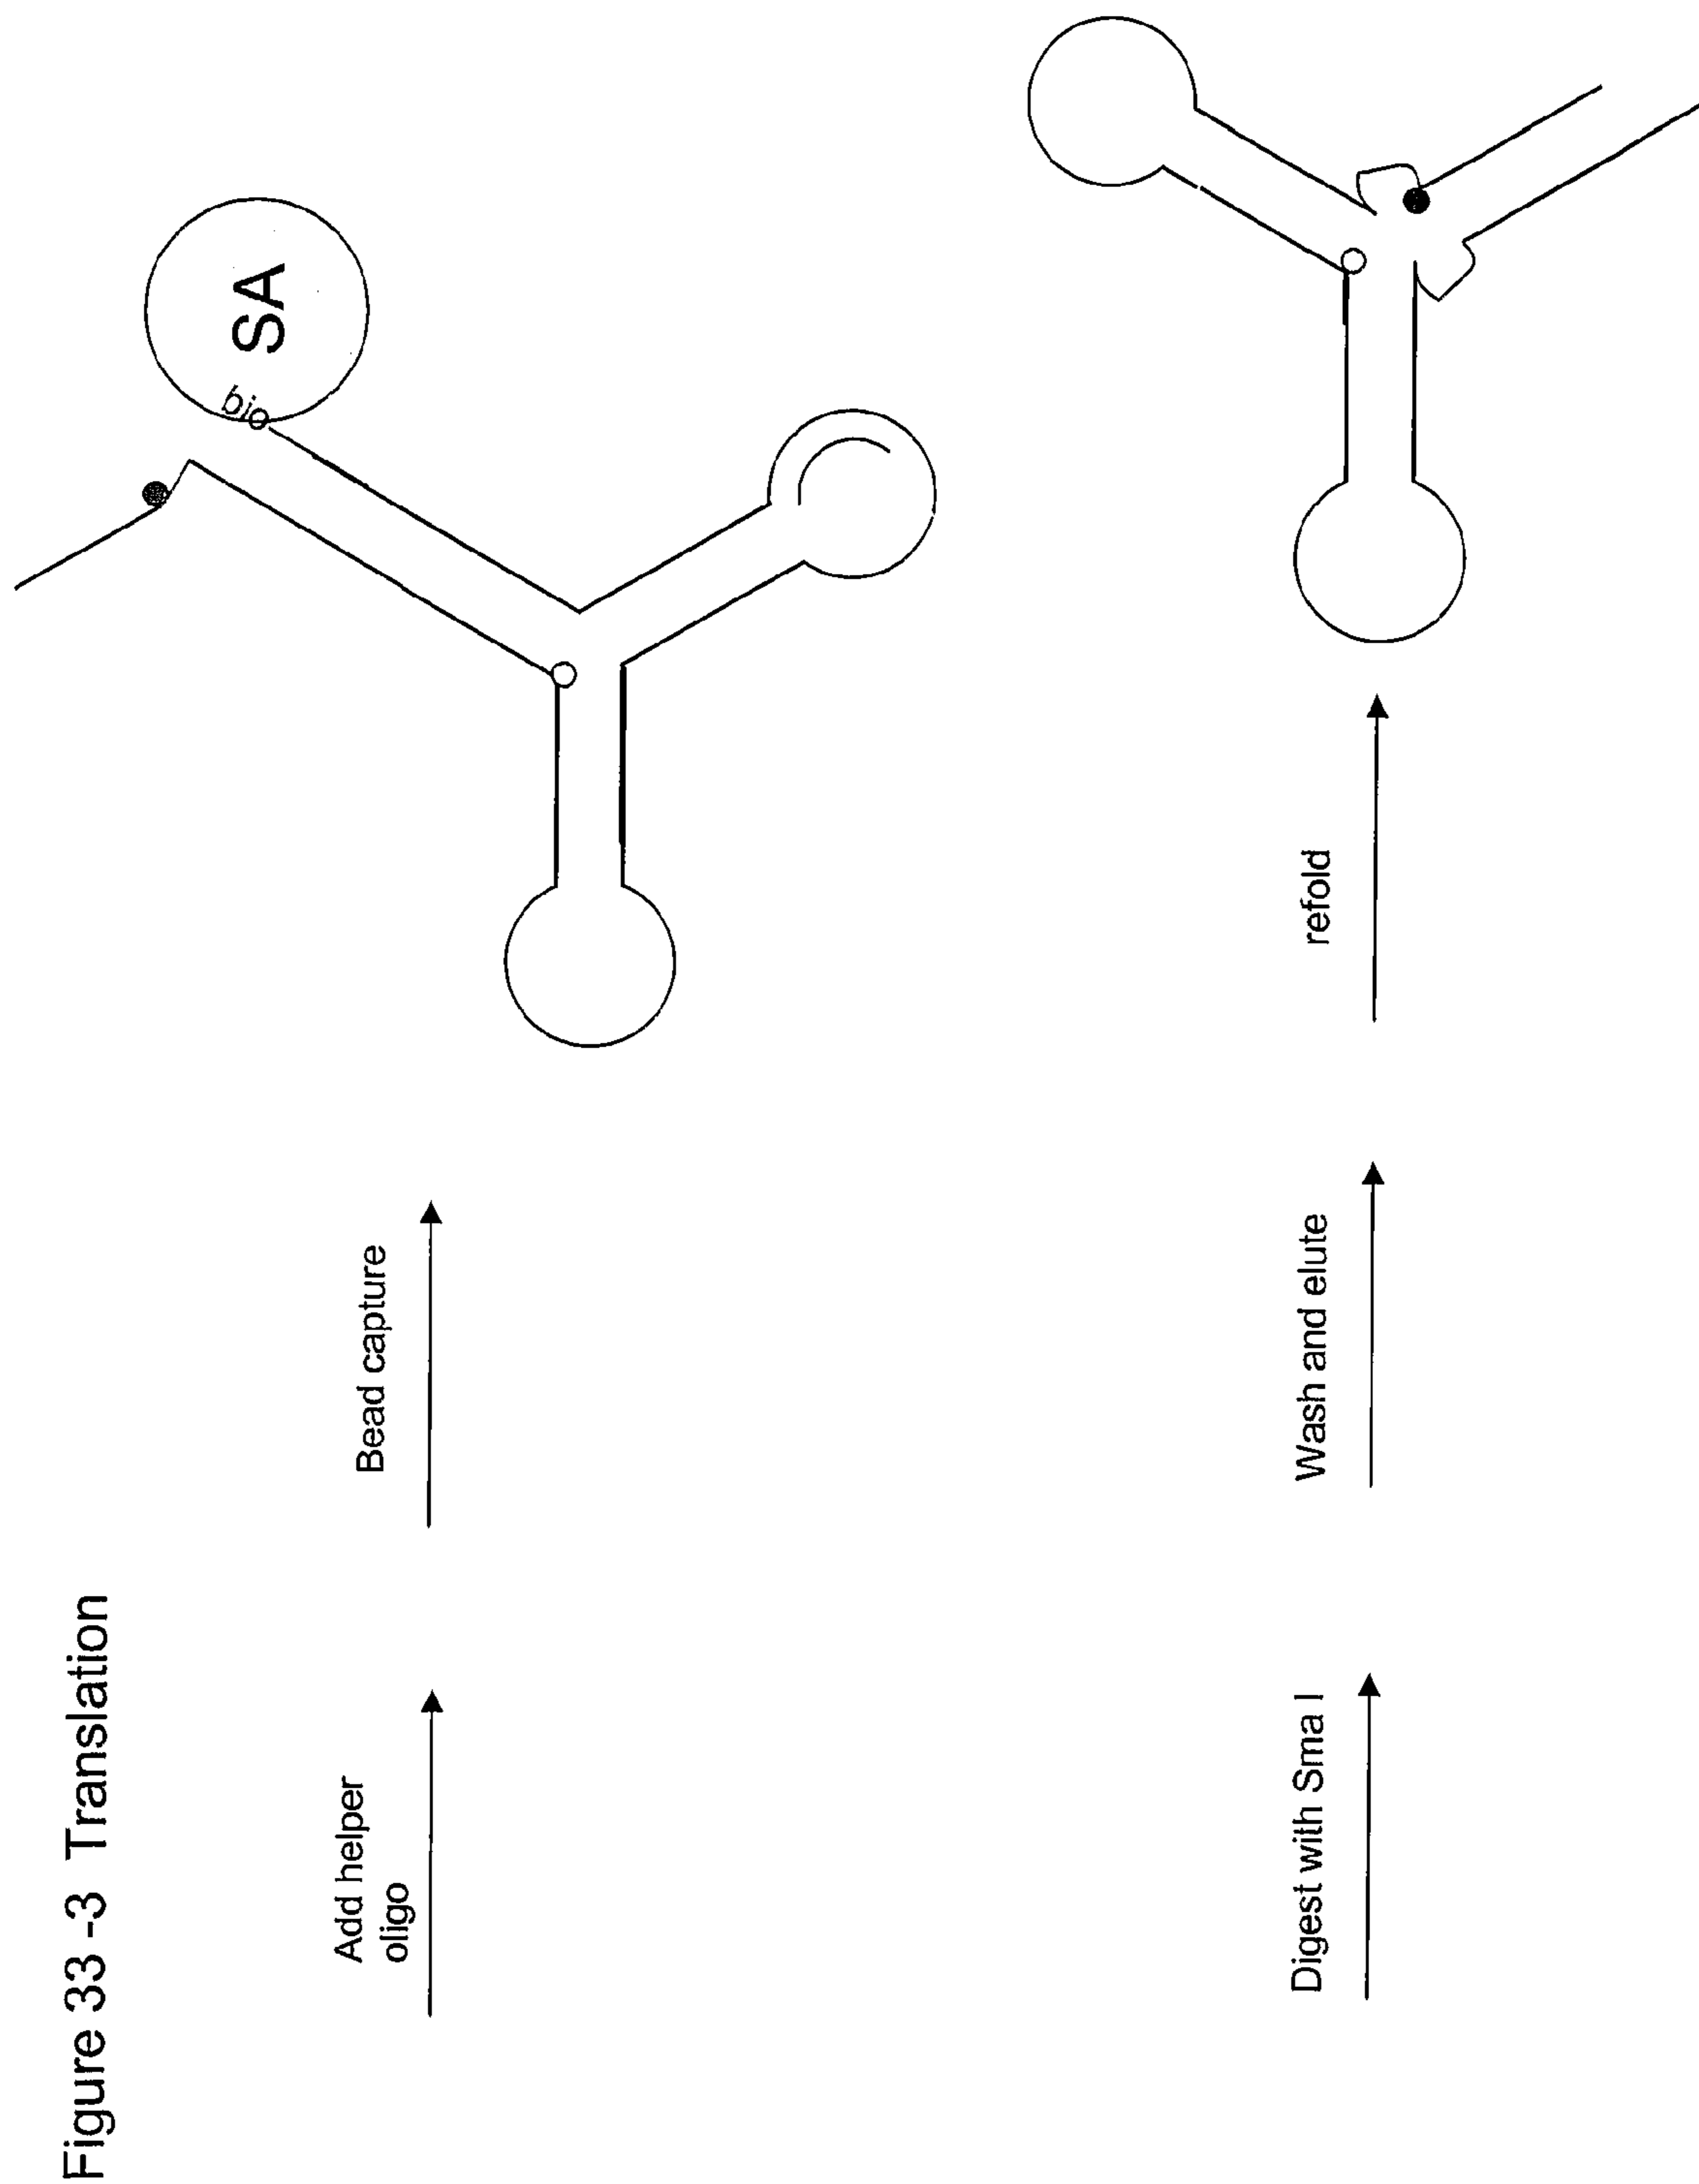 Figure 33 -3 Translation
Add helper
oligo
Bead capture
bio
SA
Digest with Sma I
Wash and elute
refold